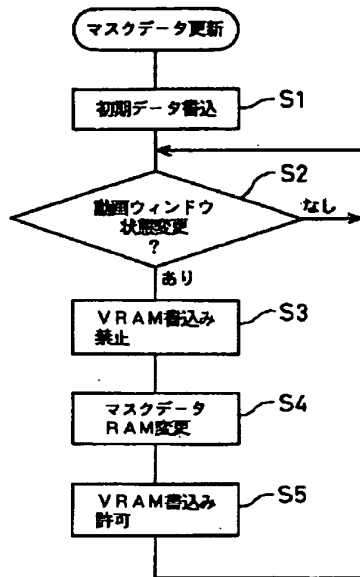 マスクデータ更新
初期データ書込
S1
動画ウィンドウ
状態変更
?
S2
なし
あり
VRAM書込み
禁止
S3
マスクデータ
RAM変更
S4
VRAM書込み
許可
S5